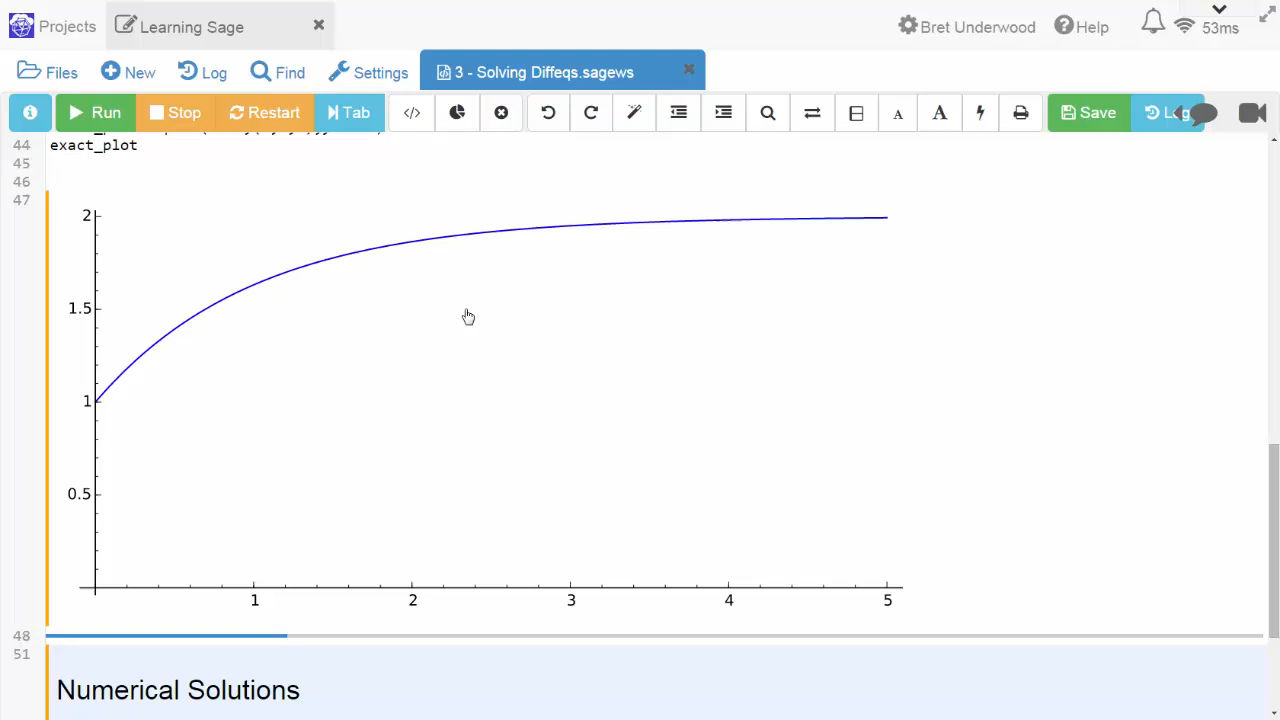 Projects Learning Sage Bret Underwood Help 53ms
Files New Log Find Settings 3 - Solving Diffeqs.sagews
Run Stop Restart Tab </> A A Save Log
44 exact_plot
45
46
47
2
1.5
1
0.5
1 2 3 4 5
48
51
Numerical Solutions